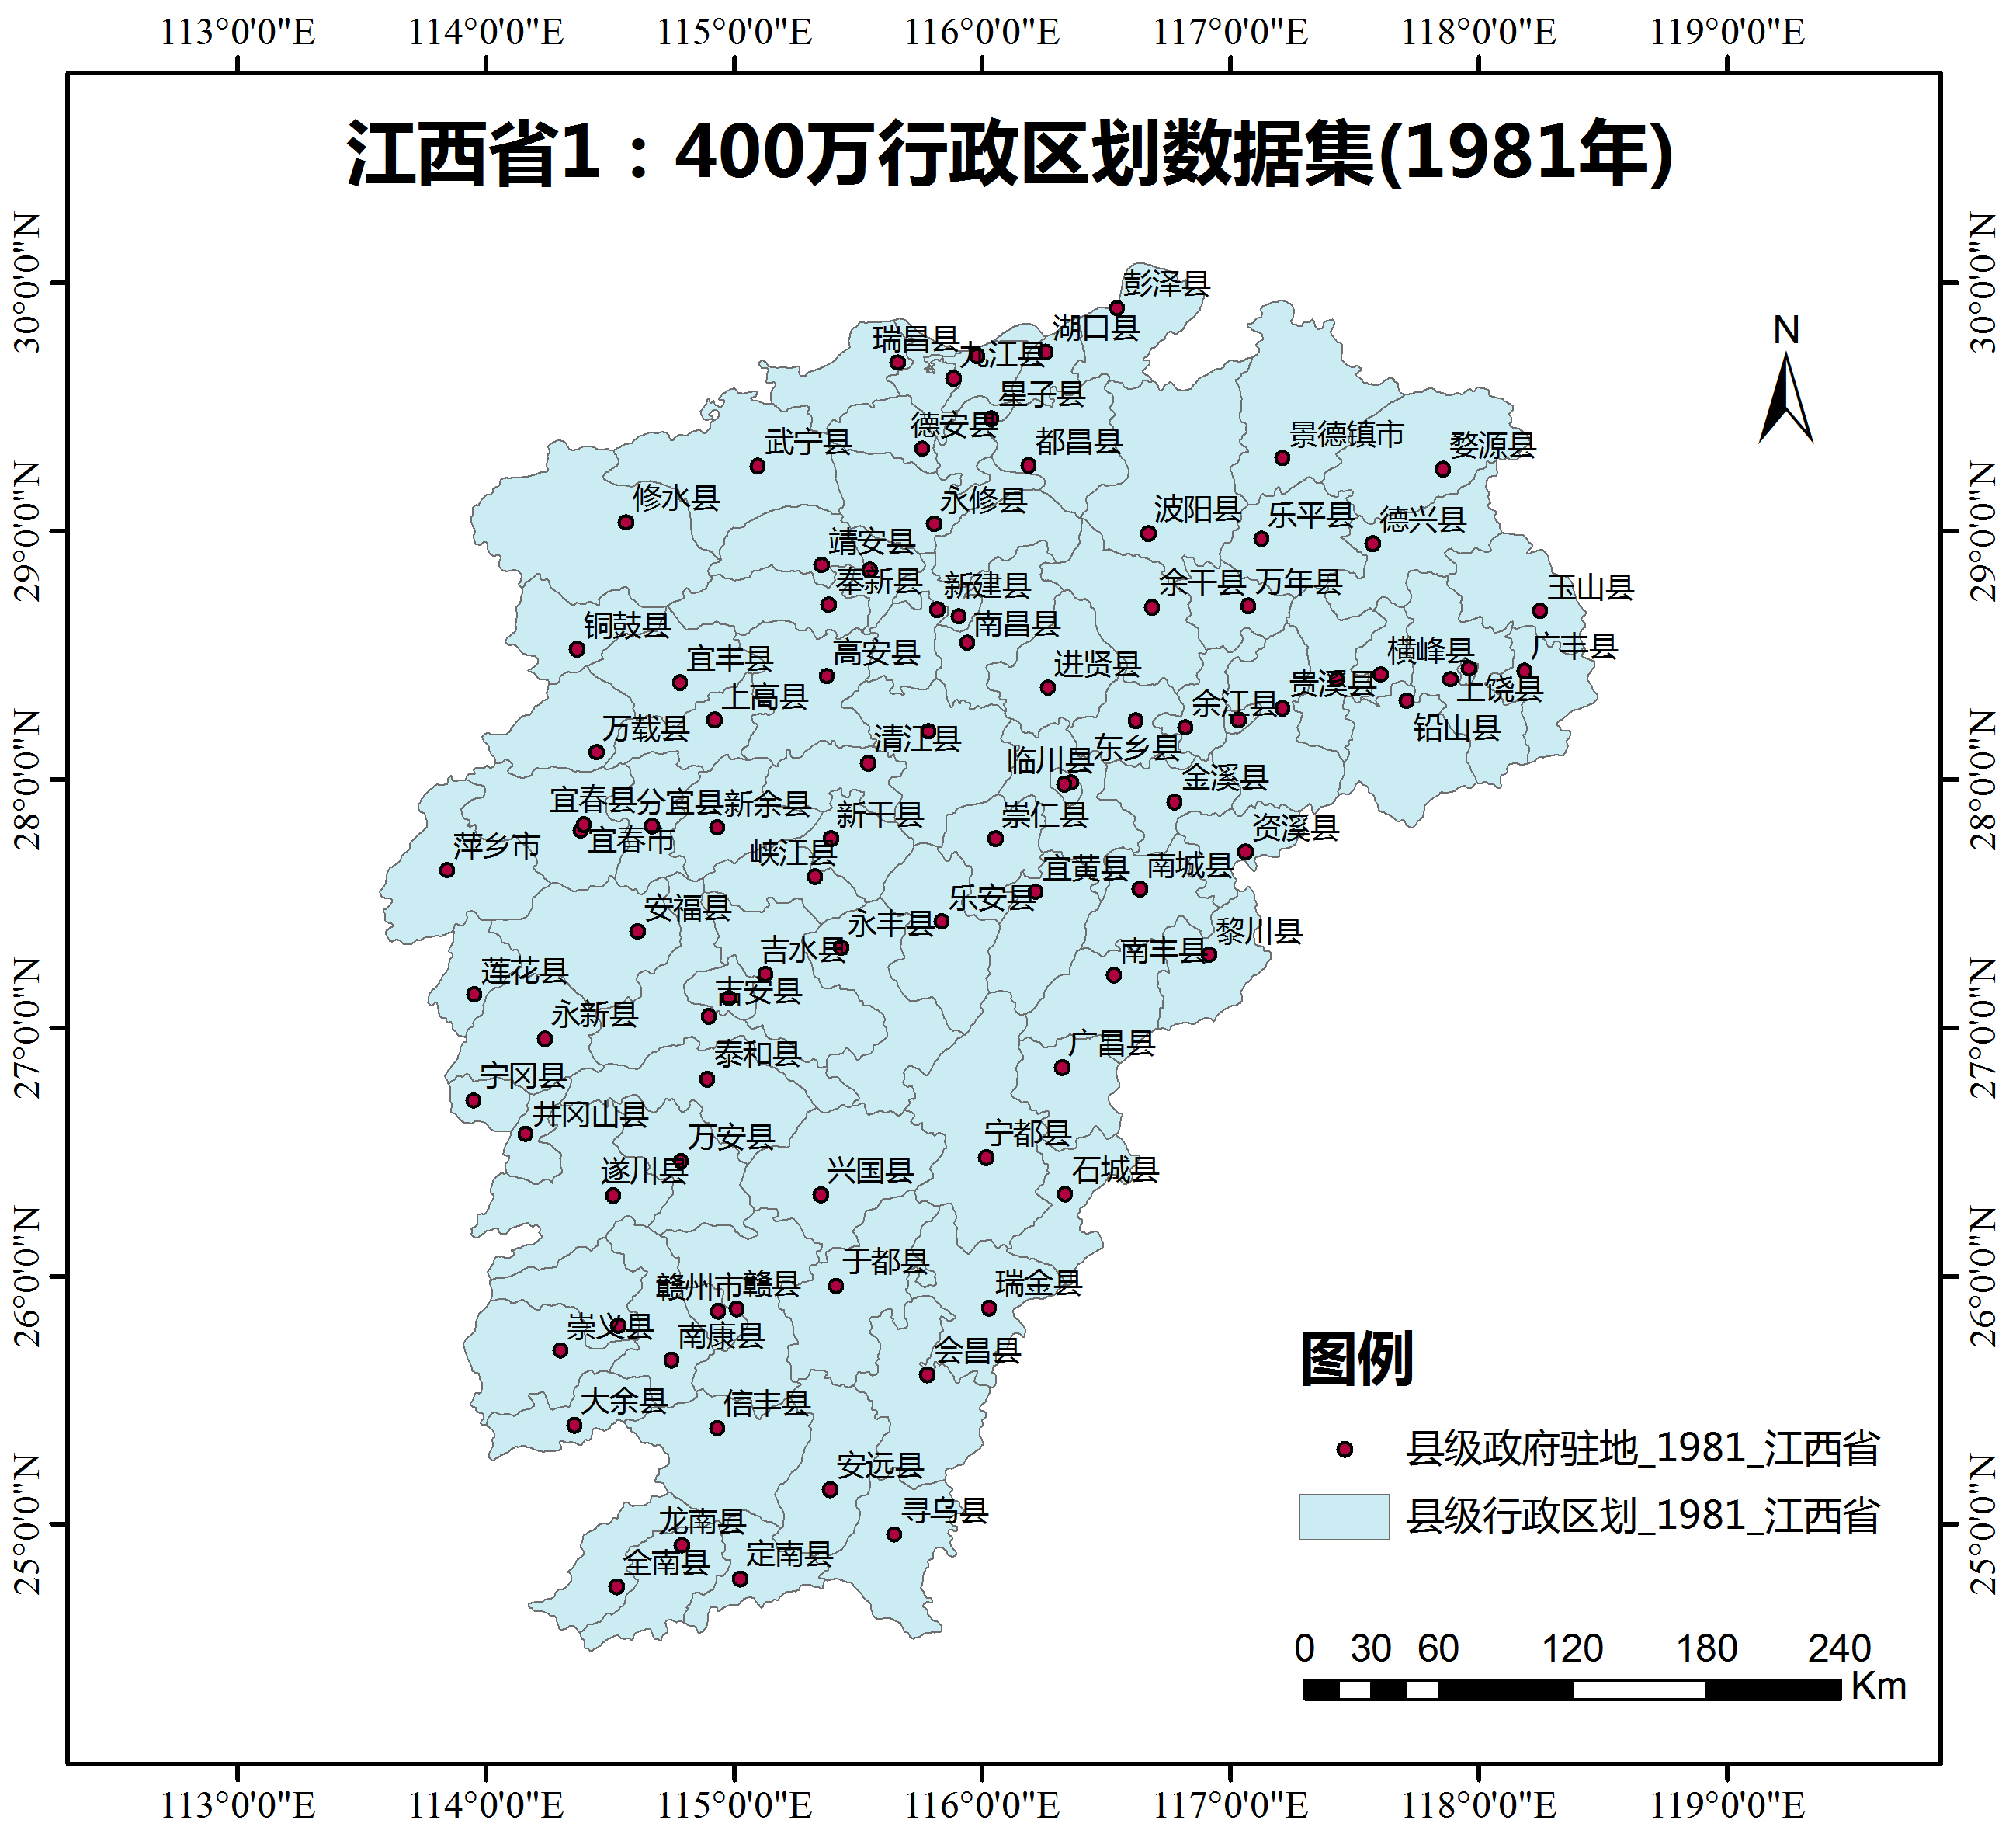 113°0'0"E 114°0'0"E 115°0'0"E 116°0'0"E 117°0'0"E 118°0'0"E 119°0'0"E
江西省1：400万行政区划数据集(1981年)
30°0'0"N
30°0'0"N
29°0'0"N
29°0'0"N
28°0'0"N
28°0'0"N
27°0'0"N
27°0'0"N
26°0'0"N
26°0'0"N
25°0'0"N
25°0'0"N
N
彭泽县
湖口县
瑞昌县
九江县
星子县
德安县
武宁县
都昌县
景德镇市
婺源县
修水县
永修县
波阳县
乐平县
德兴县
靖安县
奉新县
新建县
余干县
万年县
玉山县
铜鼓县
南昌县
广丰县
宜丰县
高安县
进贤县
横峰县
上高县
贵溪县
上饶县
余江县
万载县
清江县
东乡县
铅山县
临川县
金溪县
宜春县
分宜县
新余县
新干县
崇仁县
资溪县
宜春市
萍乡市
峡江县
宜黄县
南城县
安福县
乐安县
永丰县
黎川县
吉水县
南丰县
莲花县
吉安县
永新县
泰和县
广昌县
宁冈县
井冈山县
万安县
宁都县
遂川县
兴国县
石城县
于都县
赣州市
赣县
瑞金县
崇义县
南康县
会昌县
大余县
信丰县
安远县
寻乌县
龙南县
全南县
定南县
图例
县级政府驻地_1981_江西省
县级行政区划_1981_江西省
0 30 60 120 180 240
Km
113°0'0"E 114°0'0"E 115°0'0"E 116°0'0"E 117°0'0"E 118°0'0"E 119°0'0"E